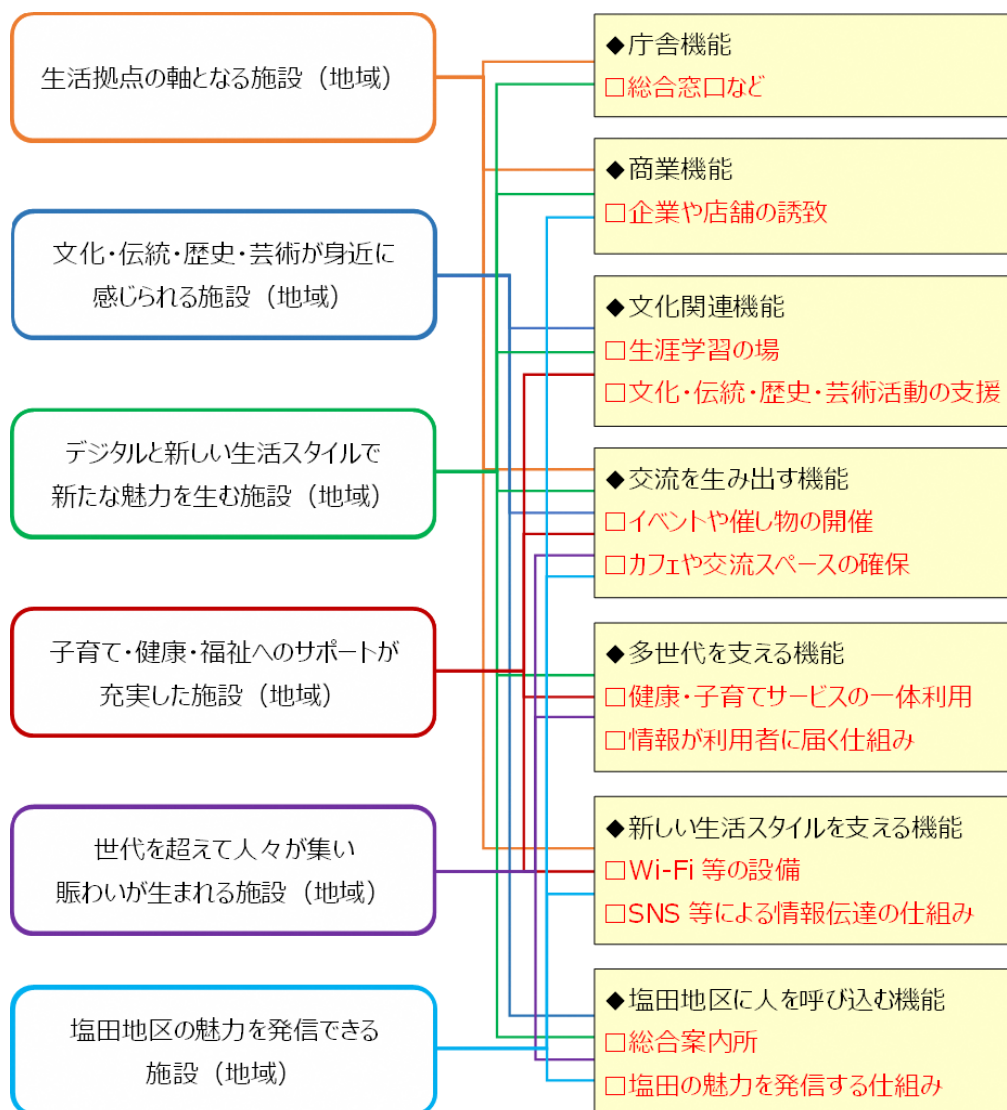 生活拠点の軸となる施設（地域）
文化・伝統・歴史・芸術が身近に
感じられる施設（地域）
デジタルと新しい生活スタイルで
新たな魅力を生む施設（地域）
子育て・健康・福祉へのサポートが
充実した施設（地域）
世代を超えて人々が集い
賑わいが生まれる施設（地域）
塩田地区の魅力を発信できる
施設（地域）
◆庁舎機能
□総合窓口など
◆商業機能
□企業や店舗の誘致
◆文化関連機能
□生涯学習の場
□文化・伝統・歴史・芸術活動の支援
◆交流を生み出す機能
□イベントや催し物の開催
□カフェや交流スペースの確保
◆多世代を支える機能
□健康・子育てサービスの一体利用
□情報が利用者に届く仕組み
◆新しい生活スタイルを支える機能
□Wi-Fi 等の設備
□SNS 等による情報伝達の仕組み
◆塩田地区に人を呼び込む機能
□総合案内所
□塩田の魅力を発信する仕組み